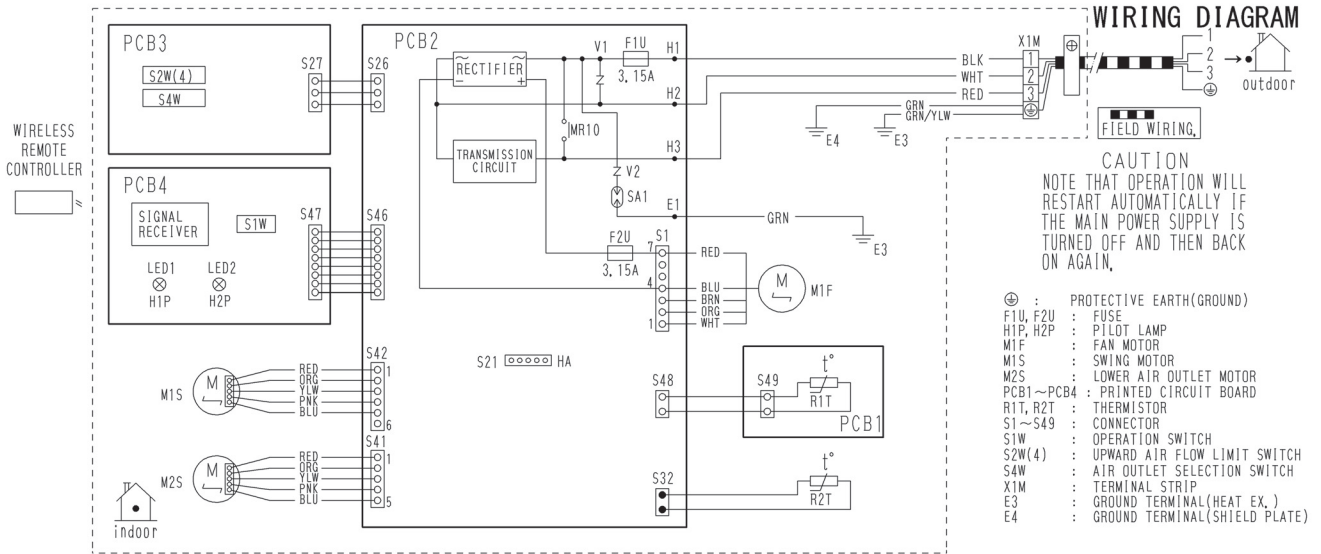 WIRING DIAGRAM
PCB3
S2W(4)
S4W
S27
S26
PCB2
RECTIFIER
~
~
−
+
V1
F1U
3.15A
H1
H2
H3
E1
MR10
TRANSMISSION
CIRCUIT
Z
Z V2
SA1
F2U
3.15A
BLK
WHT
RED
GRN
GRN/YLW
E4
E3
X1M
1
2
3
1
2
3
outdoor
FIELD WIRING.
CAUTION
NOTE THAT OPERATION WILL
RESTART AUTOMATICALLY IF
THE MAIN POWER SUPPLY IS
TURNED OFF AND THEN BACK
ON AGAIN.
WIRELESS
REMOTE
CONTROLLER
PCB4
SIGNAL
RECEIVER
S1W
LED1
H1P
LED2
H2P
S47
S46
GRN
E3
S1
7
4
1
RED
BLU
BRN
ORG
WHT
M
M1F
S21
HA
M1S
M
RED
ORG
YLW
PNK
BLU
S42
1
6
M2S
M
RED
ORG
YLW
PNK
BLU
S41
1
5
indoor
S48
S49
t°
R1T
PCB1
S32
t°
R2T
: PROTECTIVE EARTH(GROUND)
F1U, F2U : FUSE
H1P, H2P : PILOT LAMP
M1F : FAN MOTOR
M1S : SWING MOTOR
M2S : LOWER AIR OUTLET MOTOR
PCB1~PCB4 : PRINTED CIRCUIT BOARD
R1T, R2T : THERMISTOR
S1~S49 : CONNECTOR
S1W : OPERATION SWITCH
S2W(4) : UPWARD AIR FLOW LIMIT SWITCH
S4W : AIR OUTLET SELECTION SWITCH
X1M : TERMINAL STRIP
E3 : GROUND TERMINAL(HEAT EX.)
E4 : GROUND TERMINAL(SHIELD PLATE)